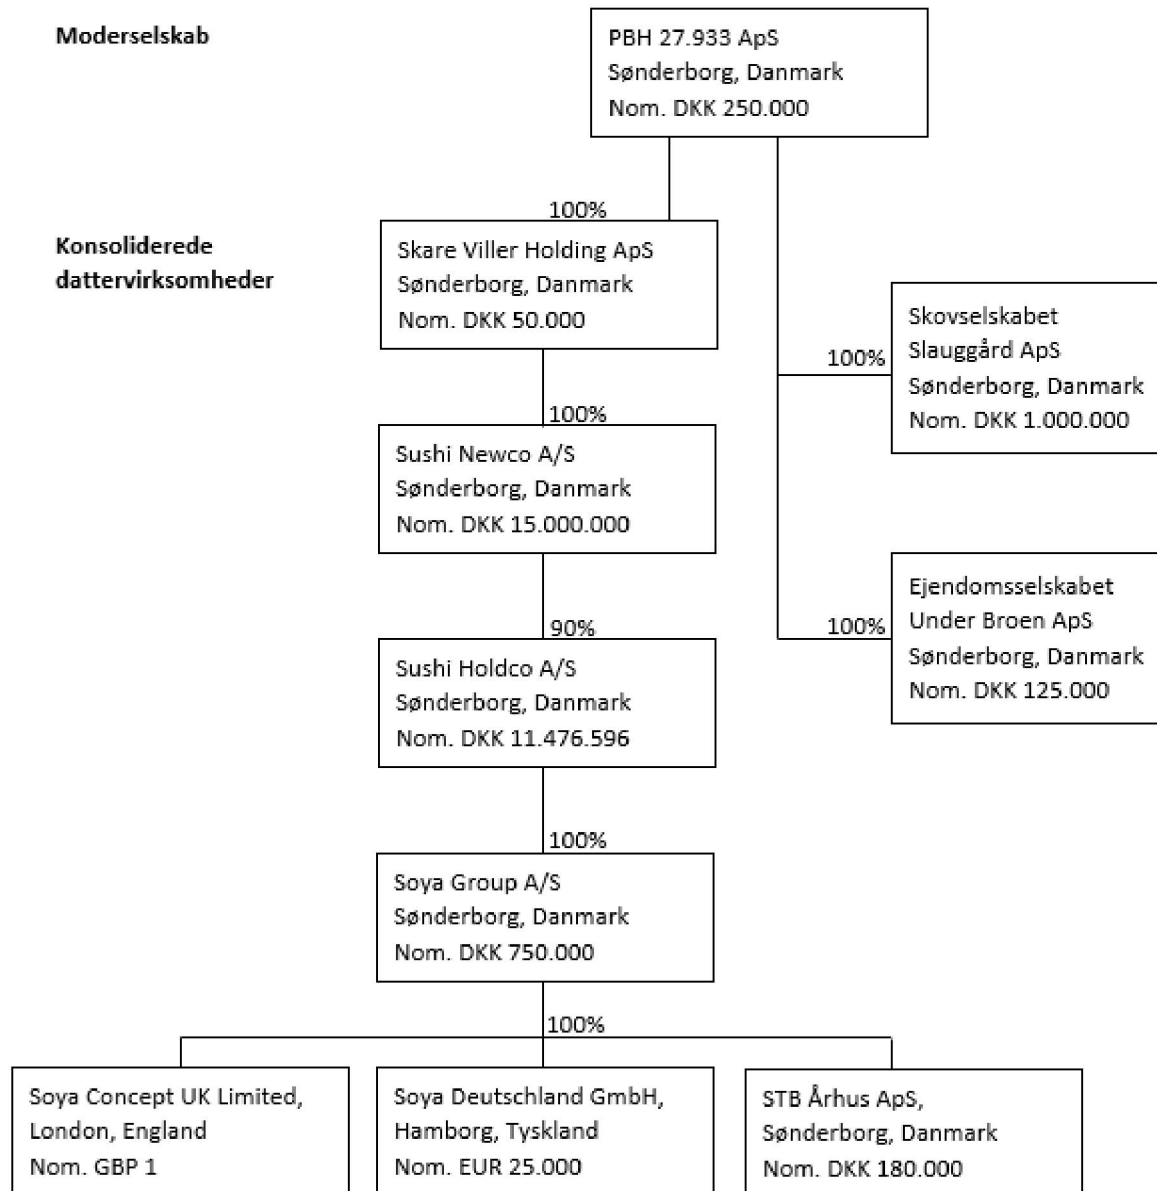 Moderselskab
PBH 27.933 ApS
Sønderborg, Danmark
Nom. DKK 250.000
100%
Konsoliderede
dattervirksomheder
Skare Viller Holding ApS
Sønderborg, Danmark
Nom. DKK 50.000
100%
Skovselskabet
Slauggård ApS
Sønderborg, Danmark
Nom. DKK 1.000.000
100%
Sushi Newco A/S
Sønderborg, Danmark
Nom. DKK 15.000.000
100%
Ejendomsselskabet
Under Broen ApS
Sønderborg, Danmark
Nom. DKK 125.000
90%
Sushi Holdco A/S
Sønderborg, Danmark
Nom. DKK 11.476.596
100%
Soya Group A/S
Sønderborg, Danmark
Nom. DKK 750.000
100%
Soya Concept UK Limited,
London, England
Nom. GBP 1
Soya Deutschland GmbH,
Hamborg, Tyskland
Nom. EUR 25.000
STB Århus ApS,
Sønderborg, Danmark
Nom. DKK 180.000